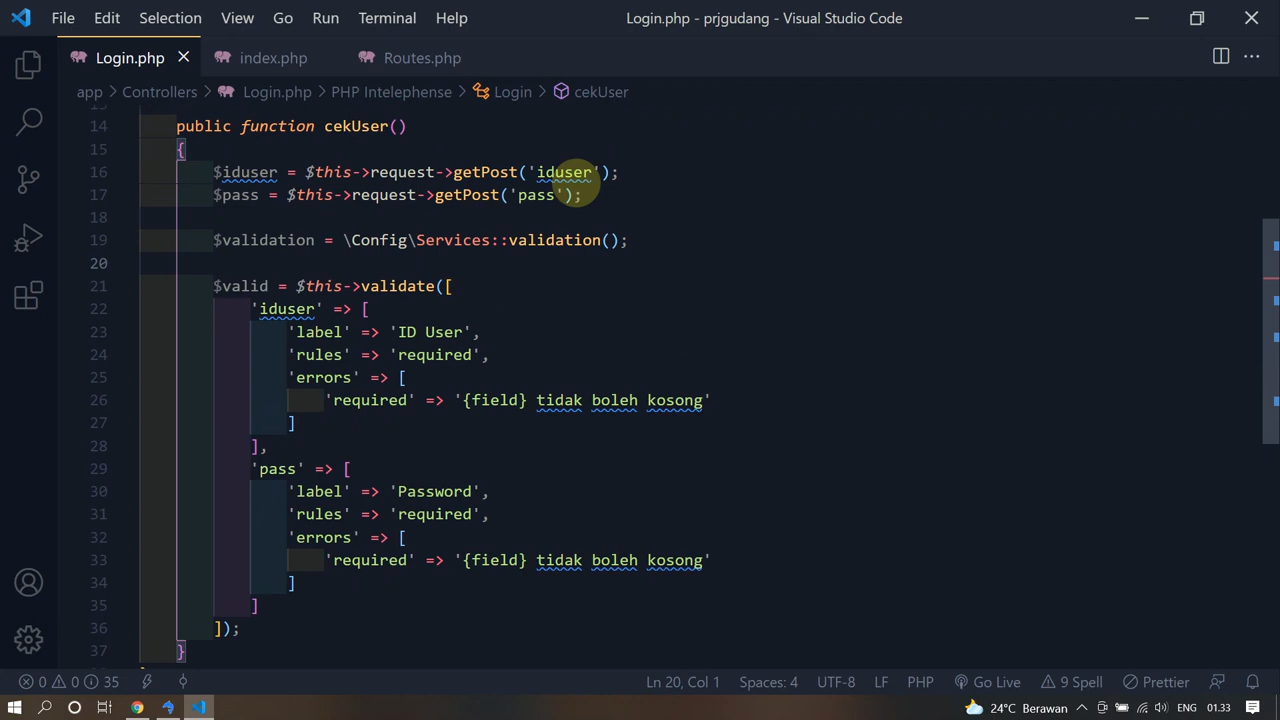 File Edit Selection View Go Run Terminal Help Login.php - prjgudang - Visual Studio Code
Login.php index.php Routes.php
app > Controllers > Login.php > PHP Intelephense > Login > cekUser
14 public function cekUser()
15 {
16 $iduser = $this->request->getPost('iduser');
17 $pass = $this->request->getPost('pass');
18
19 $validation = \Config\Services::validation();
20
21 $valid = $this->validate([
22 'iduser' => [
23 'label' => 'ID User',
24 'rules' => 'required',
25 'errors' => [
26 'required' => '{field} tidak boleh kosong'
27 ]
28 ],
29 'pass' => [
30 'label' => 'Password',
31 'rules' => 'required',
32 'errors' => [
33 'required' => '{field} tidak boleh kosong'
34 ]
35 ]
36 ]);
37 }
0 0 35 Ln 20, Col 1 Spaces: 4 UTF-8 LF PHP Go Live 9 Spell Prettier
24°C Berawan ENG 01.33